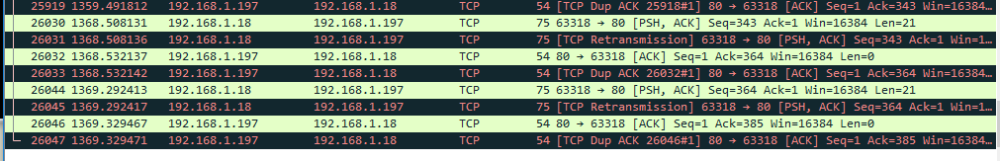 25919 1359.491812 192.168.1.197 192.168.1.18 TCP 54 [TCP Dup ACK 25918#1] 80 → 63318 [ACK] Seq=1 Ack=343 Win=16384…
26030 1368.508131 192.168.1.18 192.168.1.197 TCP 75 63318 → 80 [PSH, ACK] Seq=343 Ack=1 Win=16384 Len=21
26031 1368.508136 192.168.1.18 192.168.1.197 TCP 75 [TCP Retransmission] 63318 → 80 [PSH, ACK] Seq=343 Ack=1 Win=1…
26032 1368.532137 192.168.1.197 192.168.1.18 TCP 54 80 → 63318 [ACK] Seq=1 Ack=364 Win=16384 Len=0
26033 1368.532142 192.168.1.197 192.168.1.18 TCP 54 [TCP Dup ACK 26032#1] 80 → 63318 [ACK] Seq=1 Ack=364 Win=16384…
26044 1369.292413 192.168.1.18 192.168.1.197 TCP 75 63318 → 80 [PSH, ACK] Seq=364 Ack=1 Win=16384 Len=21
26045 1369.292417 192.168.1.18 192.168.1.197 TCP 75 [TCP Retransmission] 63318 → 80 [PSH, ACK] Seq=364 Ack=1 Win=1…
26046 1369.329467 192.168.1.197 192.168.1.18 TCP 54 80 → 63318 [ACK] Seq=1 Ack=385 Win=16384 Len=0
26047 1369.329471 192.168.1.197 192.168.1.18 TCP 54 [TCP Dup ACK 26046#1] 80 → 63318 [ACK] Seq=1 Ack=385 Win=16384…